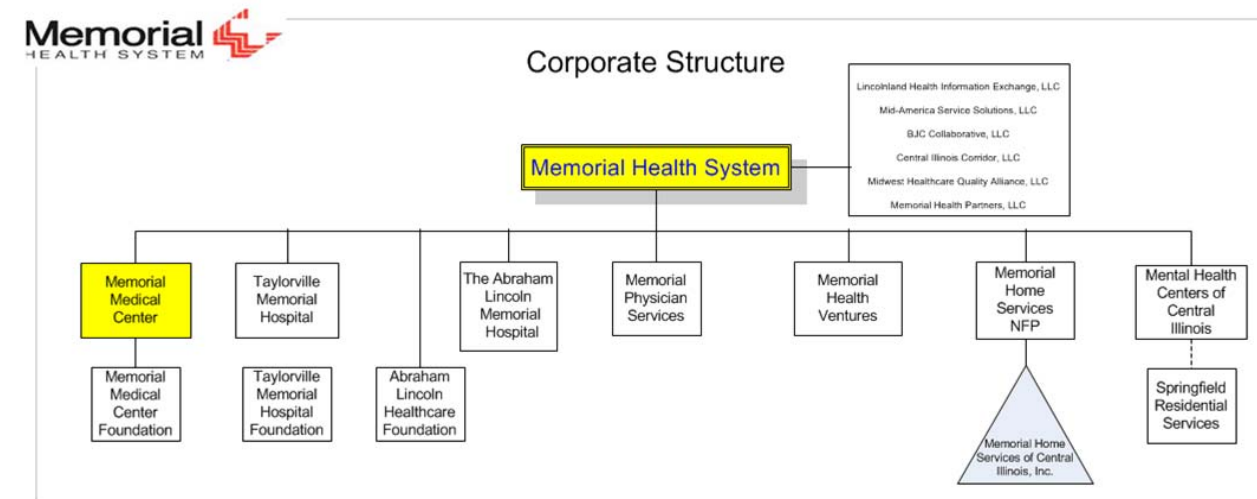 Memorial
HEALTH SYSTEM
Corporate Structure
Lincolnland Health Information Exchange, LLC
Mid-America Service Solutions, LLC
BJC Collaborative, LLC
Central Illinois Corridor, LLC
Midwest Healthcare Quality Alliance, LLC
Memorial Health Partners, LLC
Memorial Health System
Memorial
Medical
Center
Taylorville
Memorial
Hospital
The Abraham
Lincoln
Memorial
Hospital
Memorial
Physician
Services
Memorial
Health
Ventures
Memorial
Home
Services
NFP
Mental Health
Centers of
Central
Illinois
Memorial
Medical
Center
Foundation
Taylorville
Memorial
Hospital
Foundation
Abraham
Lincoln
Healthcare
Foundation
Memorial Home
Services of Central
Illinois, Inc.
Springfield
Residential
Services